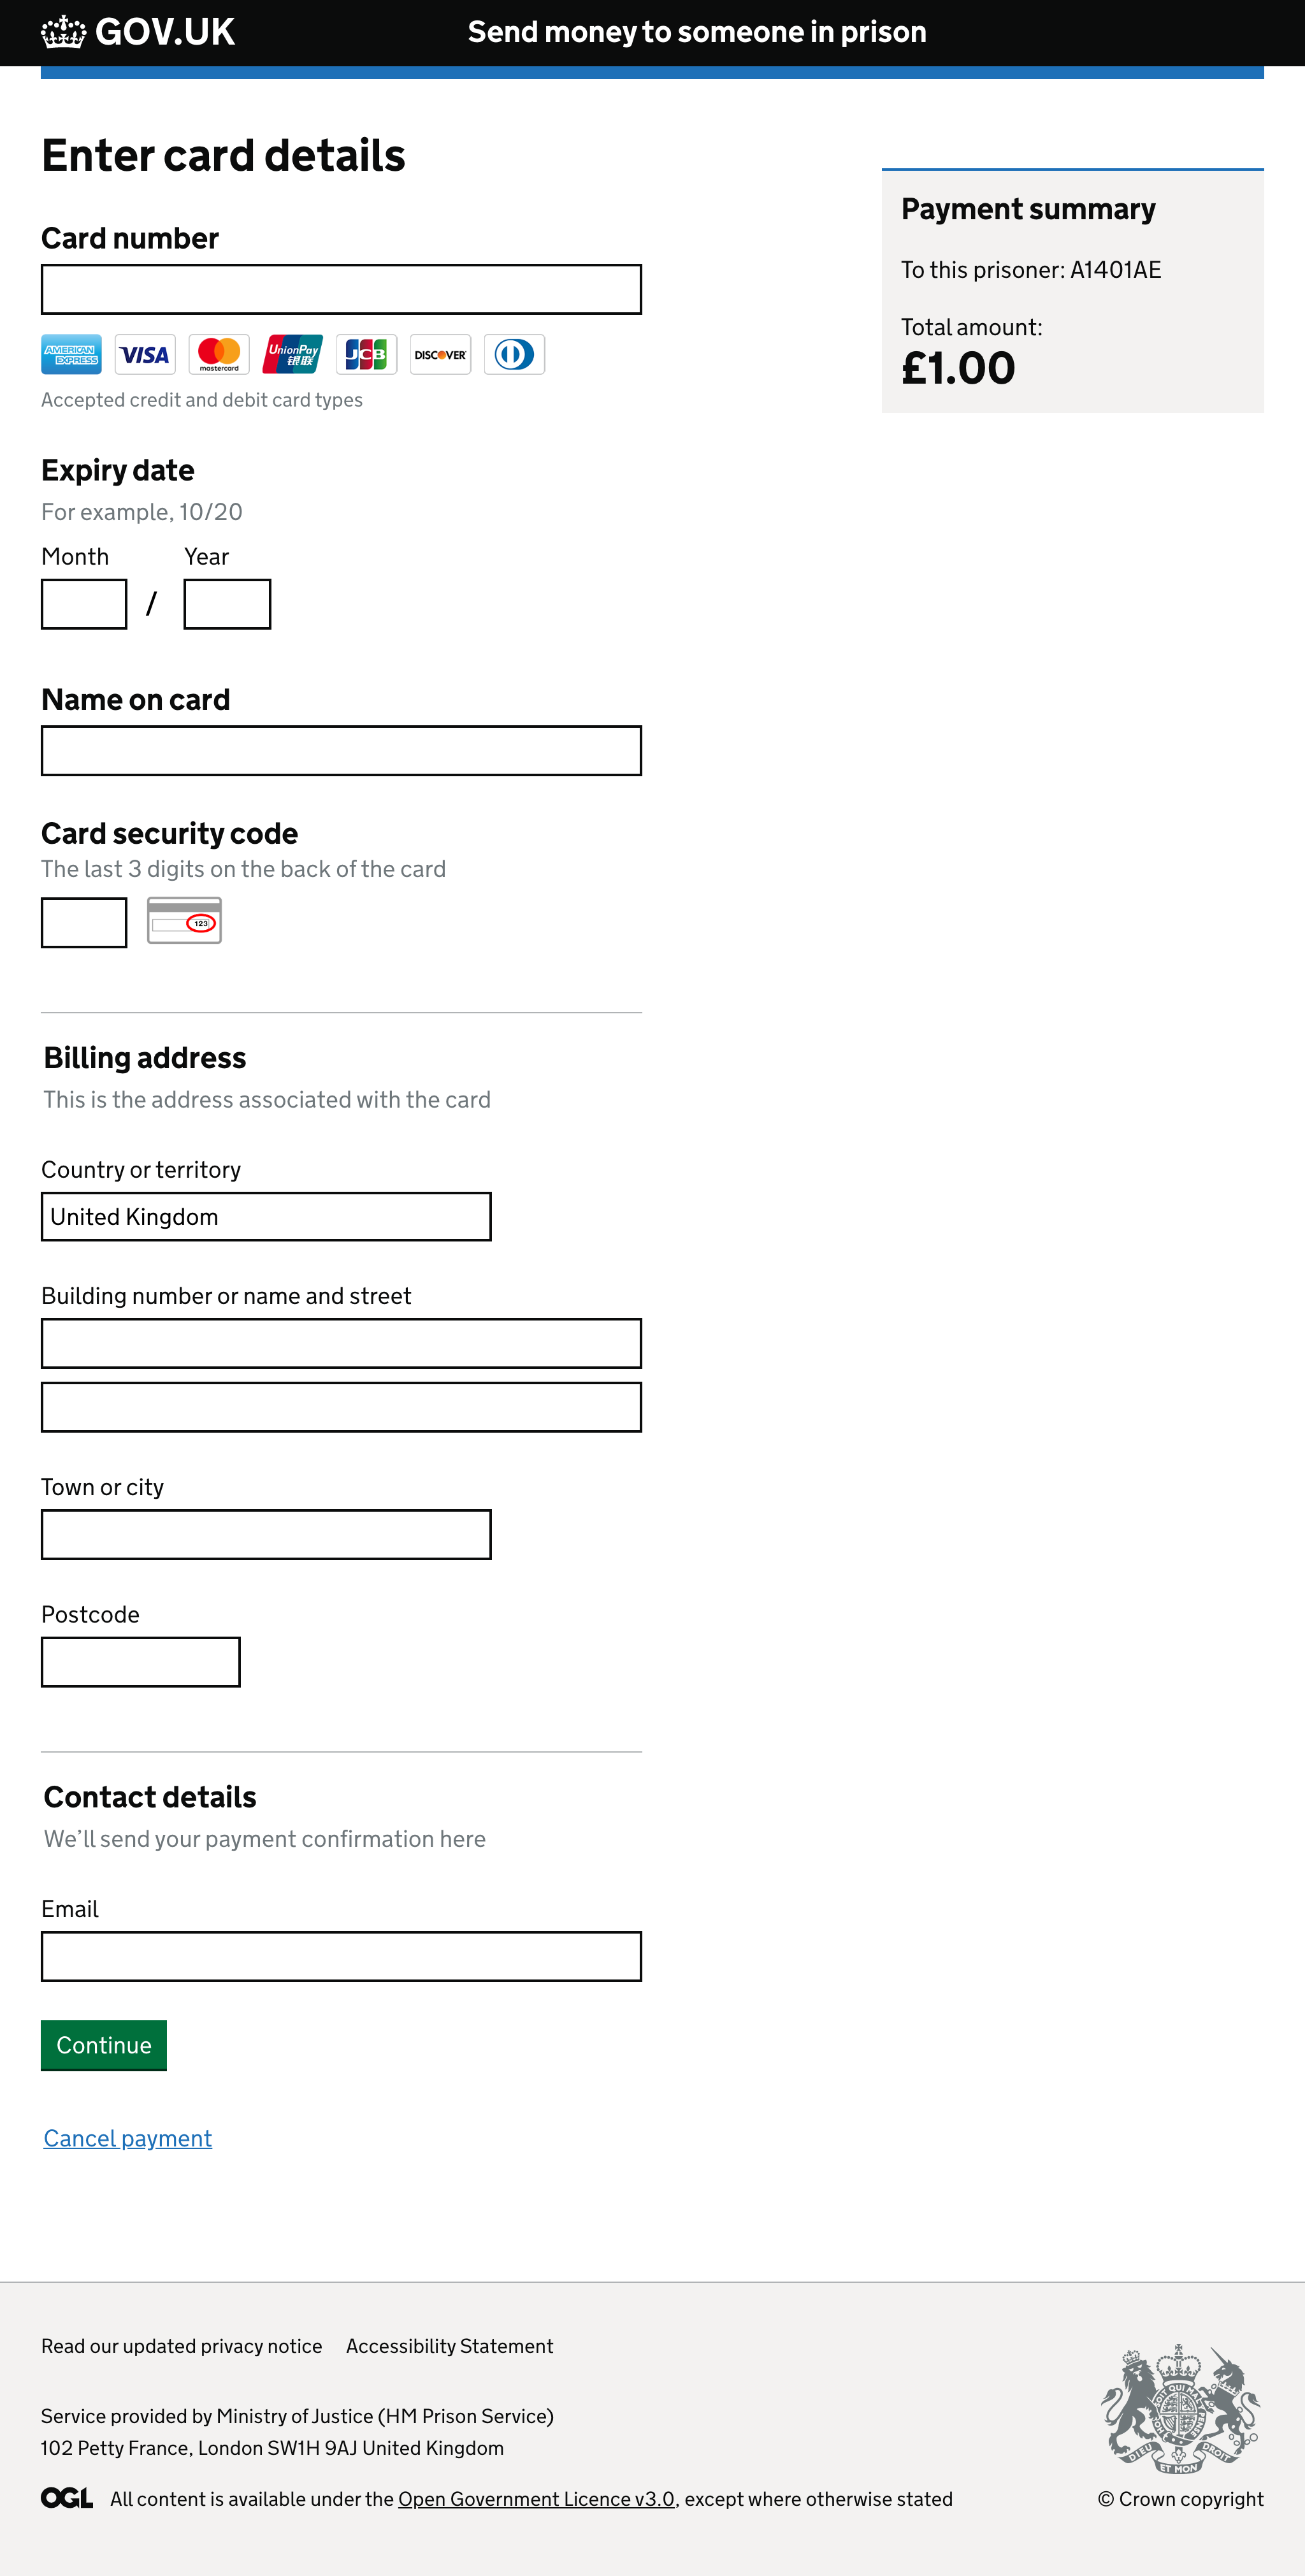 GOV.UK
Send money to someone in prison
Enter card details
Card number
AMERICAN EXPRESS
VISA
mastercard
UnionPay
银联
JCB
DISCOVER
Accepted credit and debit card types
Expiry date
For example, 10/20
Month Year
/
Name on card
Card security code
The last 3 digits on the back of the card
123
Billing address
This is the address associated with the card
Country or territory
United Kingdom
Building number or name and street
Town or city
Postcode
Contact details
We’ll send your payment confirmation here
Email
Continue
Cancel payment
Payment summary
To this prisoner: A1401AE
Total amount:
£1.00
Read our updated privacy notice Accessibility Statement
Service provided by Ministry of Justice (HM Prison Service)
102 Petty France, London SW1H 9AJ United Kingdom
OGL All content is available under the Open Government Licence v3.0, except where otherwise stated
DIEU ET MON DROIT
© Crown copyright